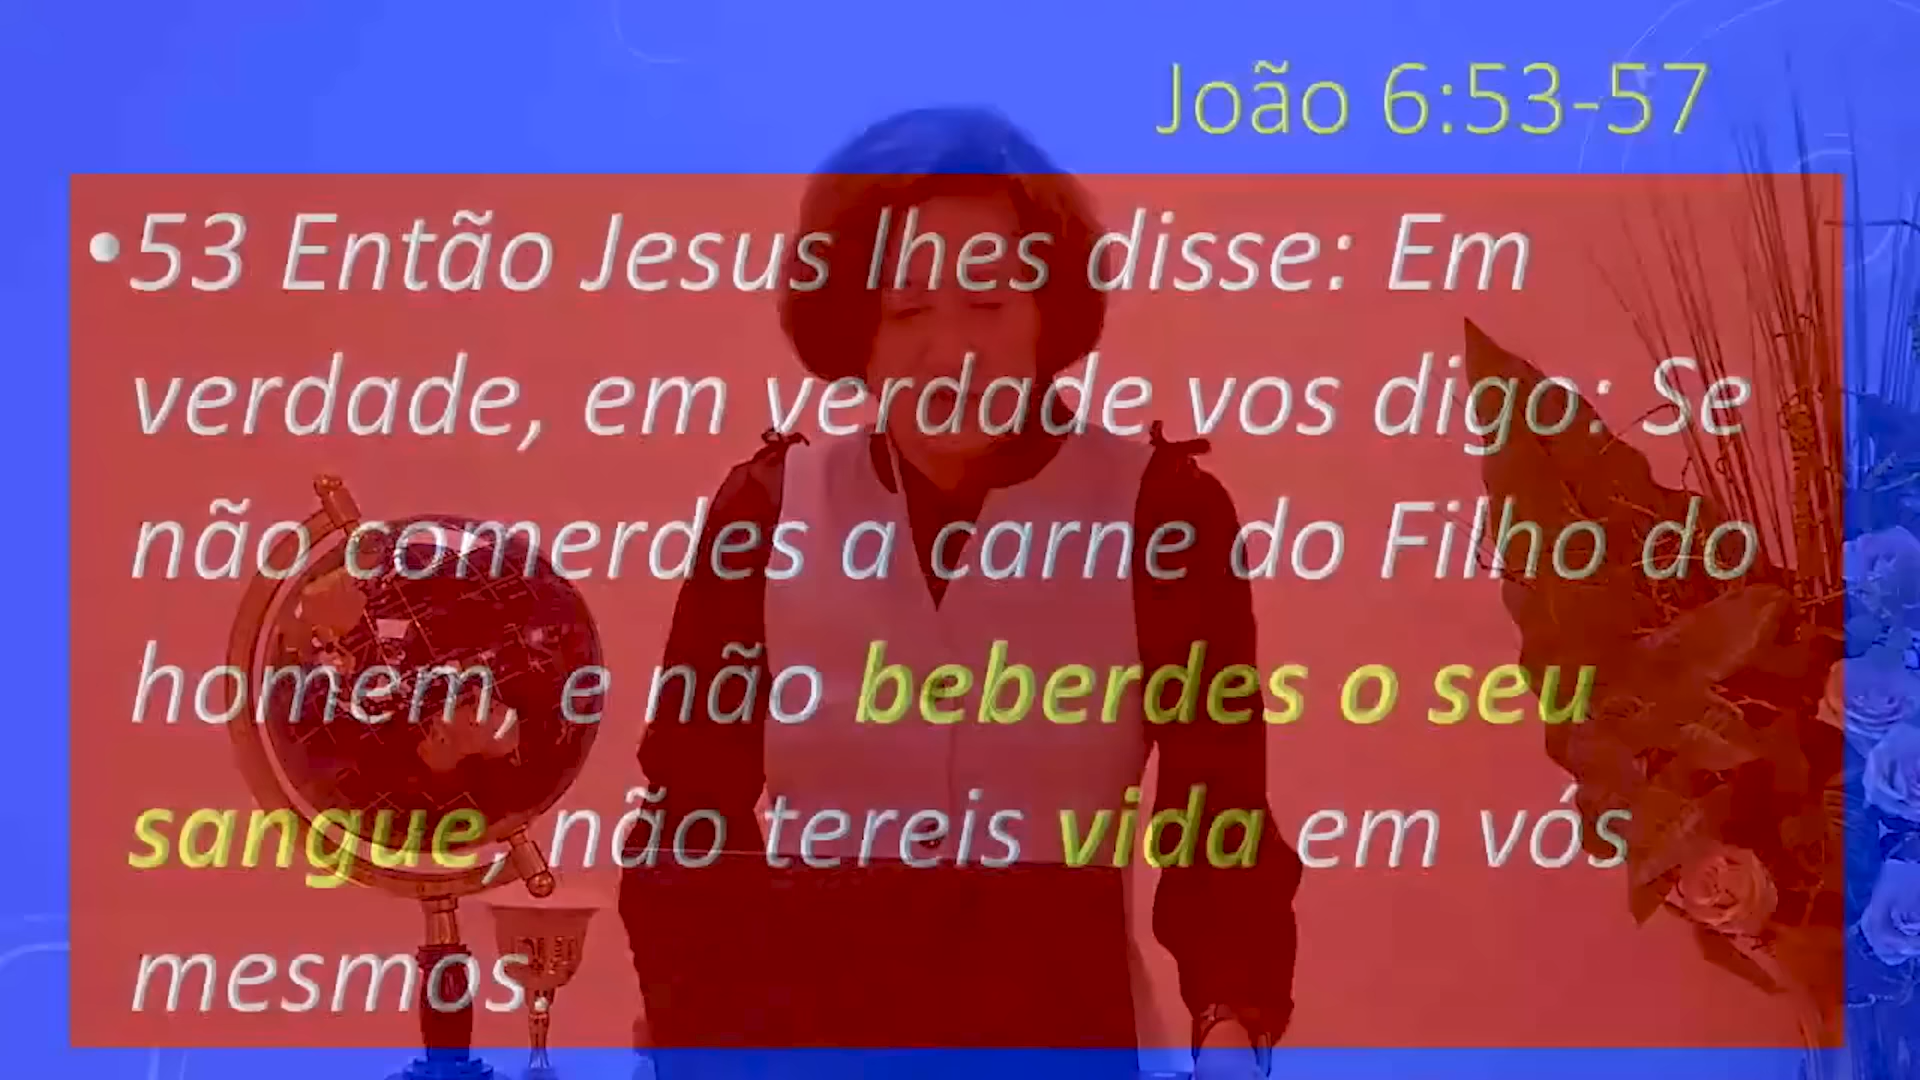 João 6:53-57
•53 Então Jesus lhes disse: Em
verdade, em verdade vos digo: Se
não comerdes a carne do Filho do
homem, e não beberdes o seu
sangue, não tereis vida em vós
mesmos.